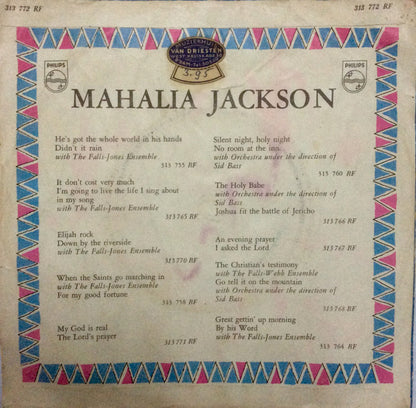 313 772 RF
313 772 RF
VAN DRIESTEN
3.95
PHILIPS
PHILIPS
MAHALIA JACKSON
He's got the whole world in his hands
Didn't it rain
with The Falls-Jones Ensemble
313 755 RF
It don't cost very much
I'm going to live the life I sing about
in my song
with The Falls-Jones Ensemble
313 765 RF
Elijah rock
Down by the riverside
with The Falls-Jones Ensemble
313 770 RF
When the Saints go marching in
with The Falls-Jones Ensemble
For my good fortune
313 758 RF
My God is real
The Lord's prayer
313 771 RF
Silent night, holy night
No room at the inn
with Orchestra under the direction of
Sid Bass
313 760 RF
The Holy Babe
with Orchestra under the direction of
Sid Bass
Joshua fit the battle of Jericho
313 766 RF
An evening prayer
I asked the Lord
313 767 RF
The Christian's testimony
with The Falls-Webb Ensemble
Go tell it on the mountain
with Orchestra under the direction of
Sid Bass
313 768 RF
Great gettin' up morning
By his Word
with The Falls-Jones Ensemble
313 764 RF